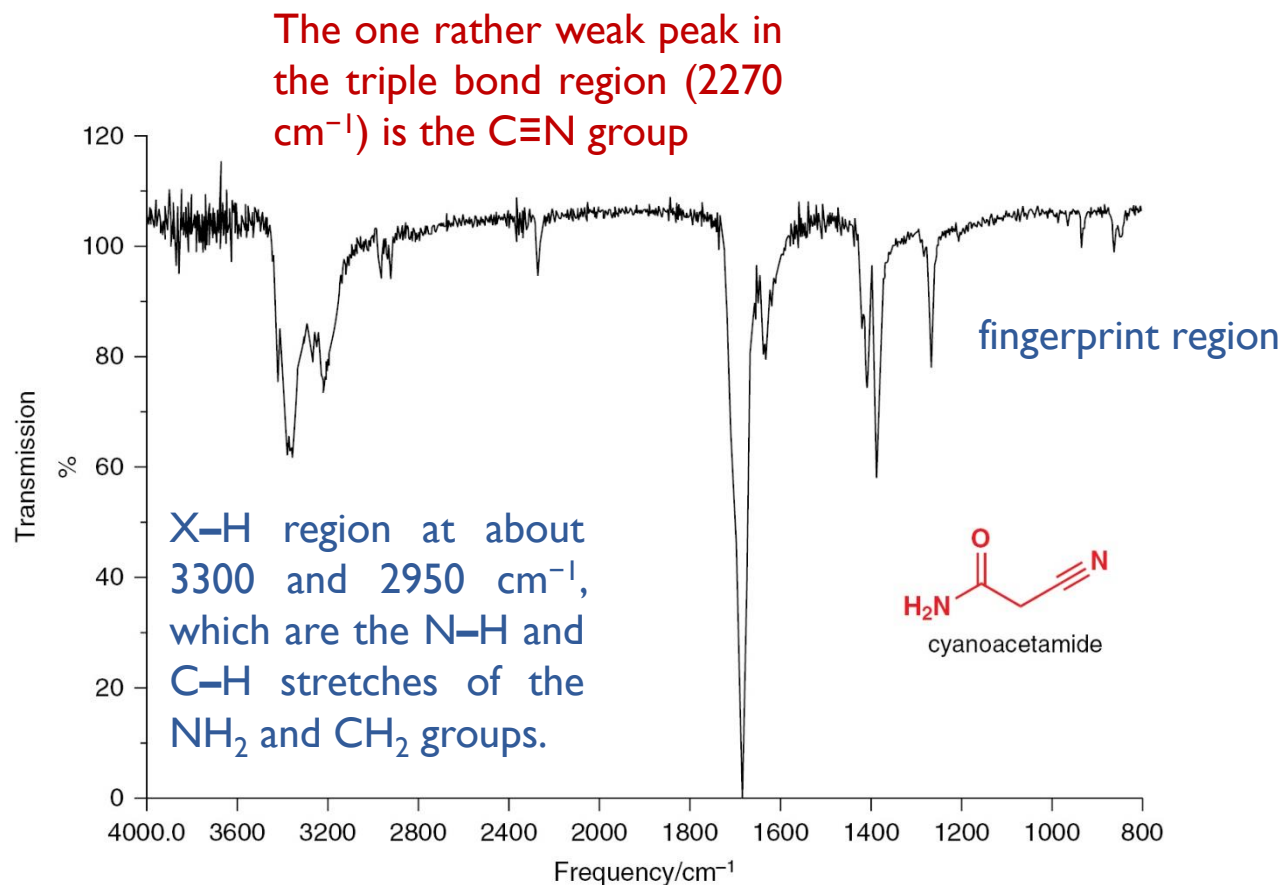 The one rather weak peak in
the triple bond region (2270
cm⁻¹) is the C≡N group
120
100
80
60
40
20
0
Transmission
%
fingerprint region
X–H region at about
3300 and 2950 cm⁻¹,
which are the N–H and
C–H stretches of the
NH₂ and CH₂ groups.
O
N
H₂N
cyanoacetamide
4000.0 3600 3200 2800 2400 2000 1800 1600 1400 1200 1000 800
Frequency/cm⁻¹